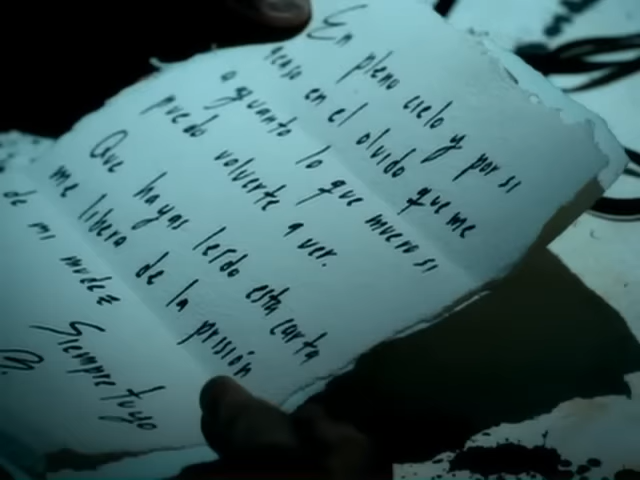 En pleno cielo y por si
acaso en el olvido que me
aguanto lo que muero si
puedo volverte a ver.
Que hayas leído esta carta
me libera de la prisión
de mi mudez
Siempre tuyo